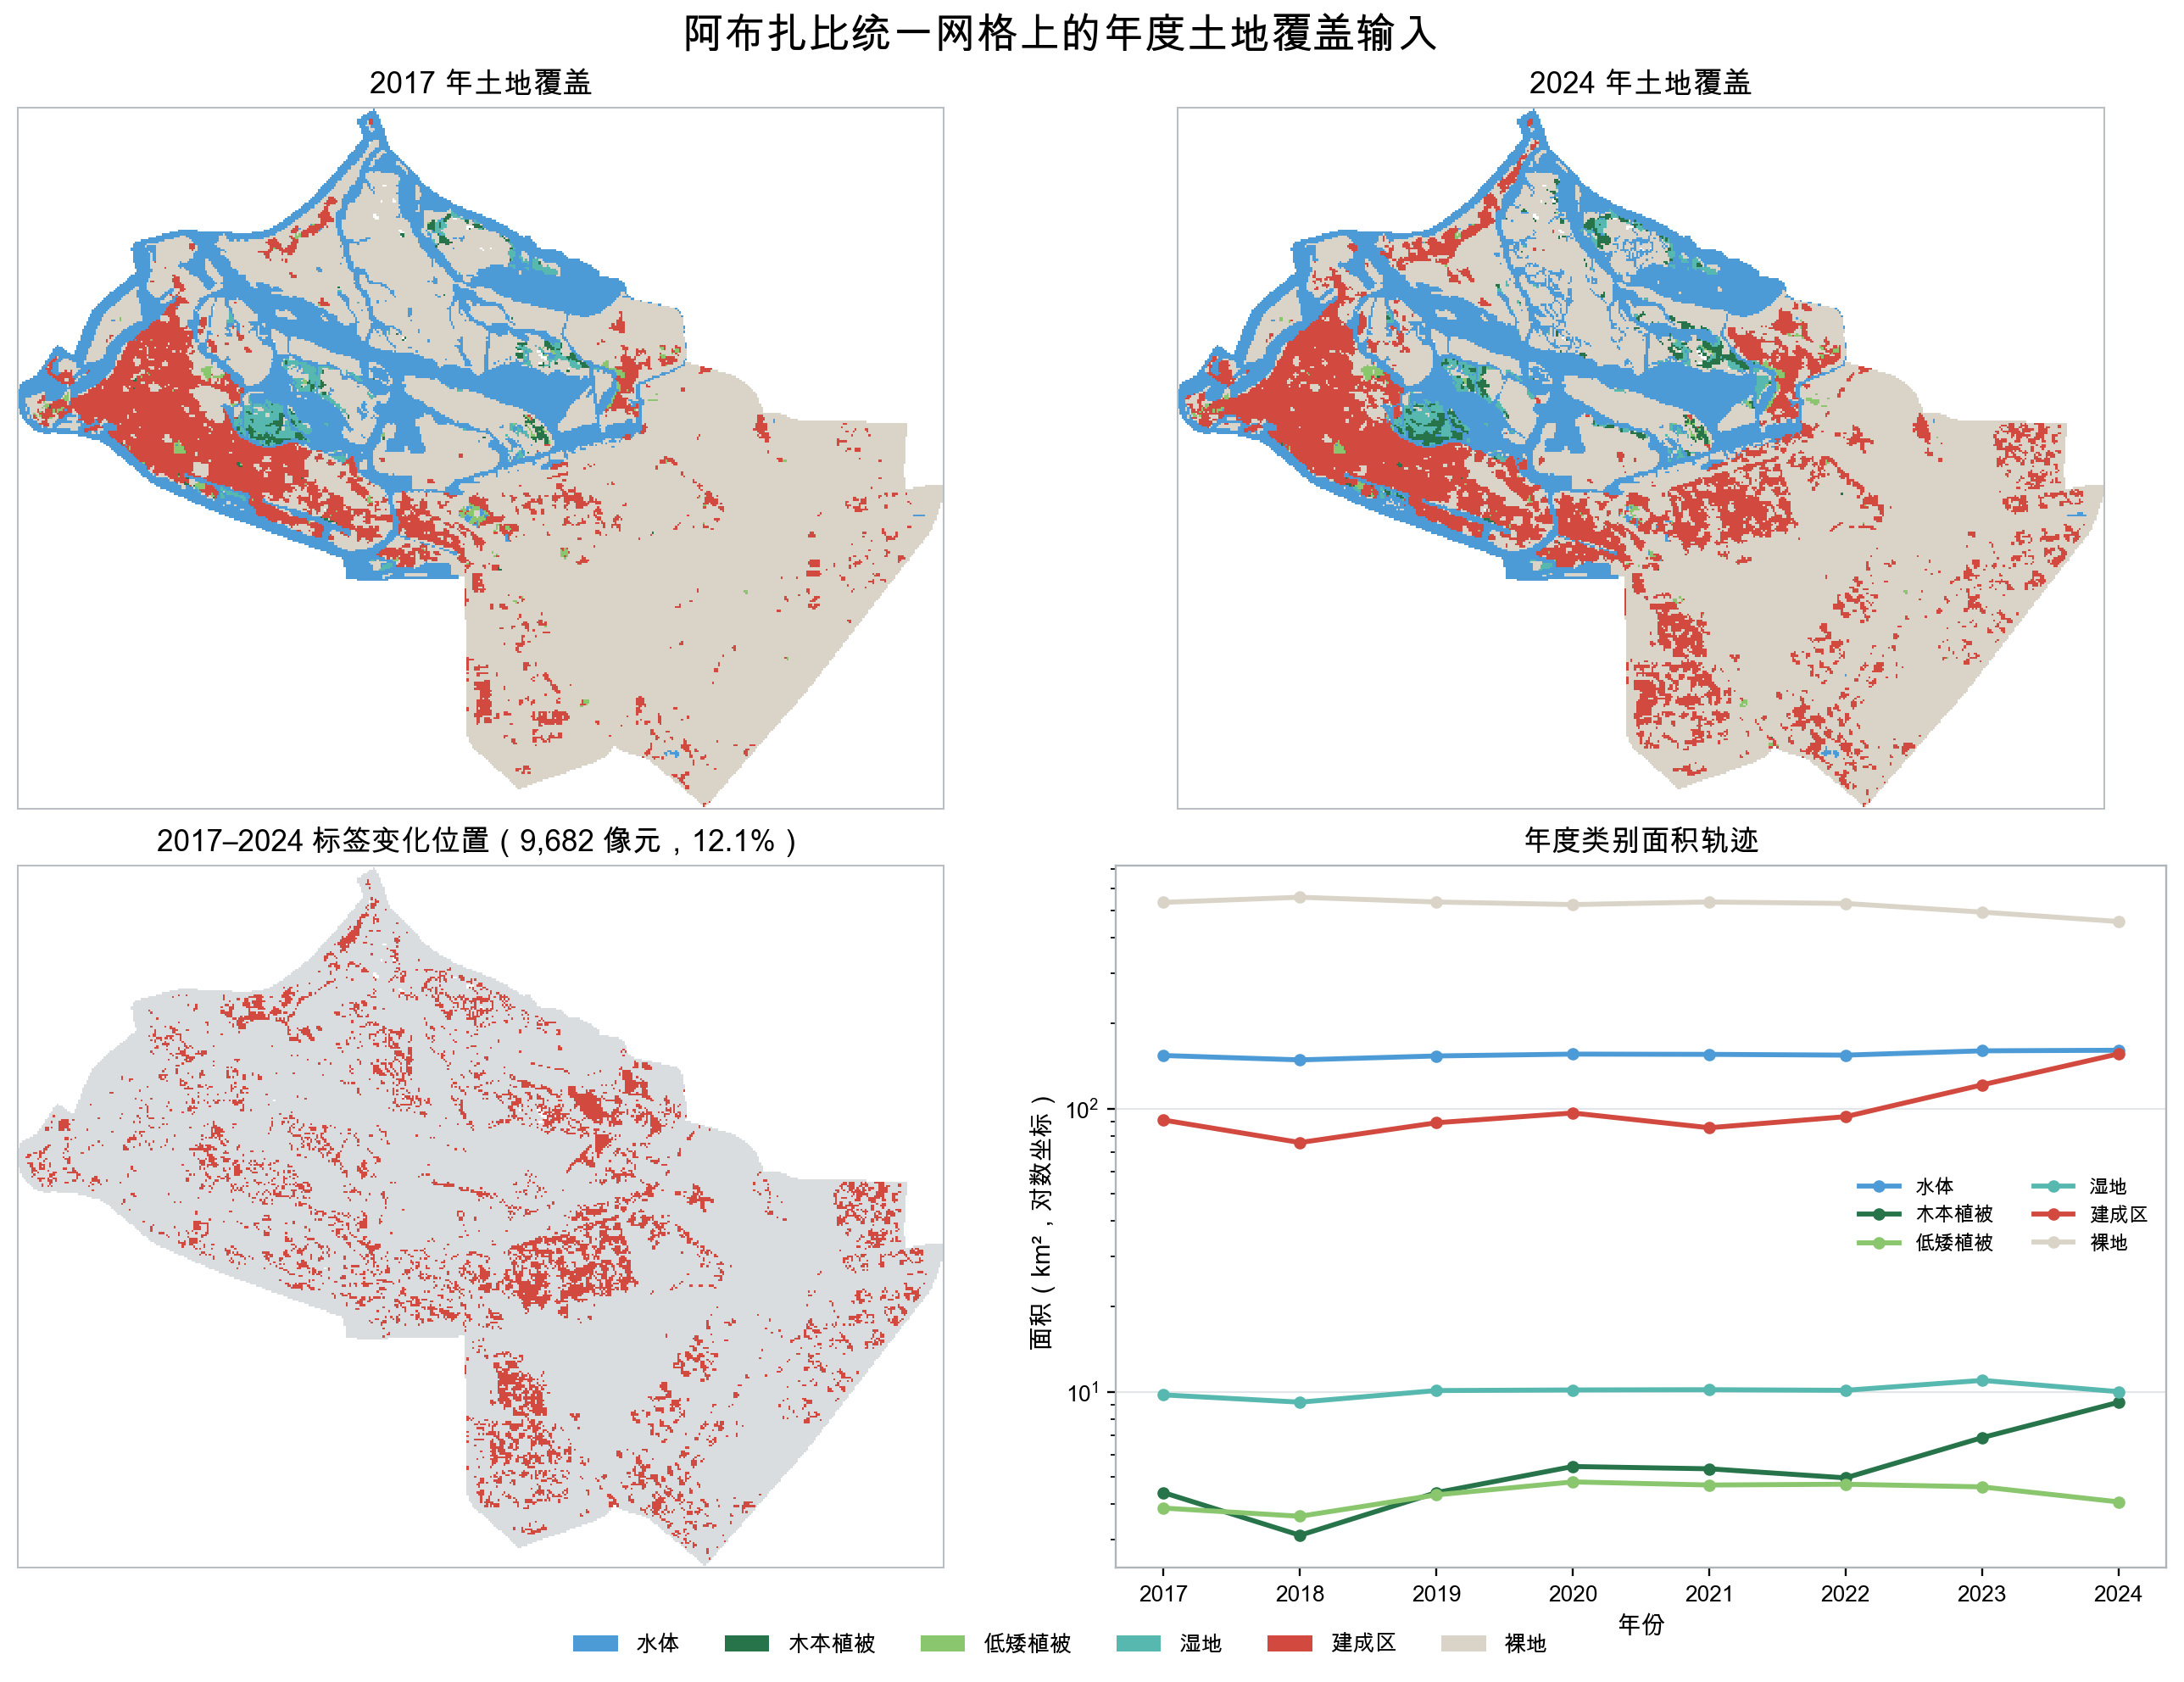 阿布扎比统一网格上的年度土地覆盖输入
2017 年土地覆盖
2024 年土地覆盖
2017–2024 标签变化位置（9,682 像元，12.1%）
年度类别面积轨迹
面积（km²，对数坐标）
10²
10¹
水体
木本植被
低矮植被
湿地
建成区
裸地
2017 2018 2019 2020 2021 2022 2023 2024
年份
水体 木本植被 低矮植被 湿地 建成区 裸地